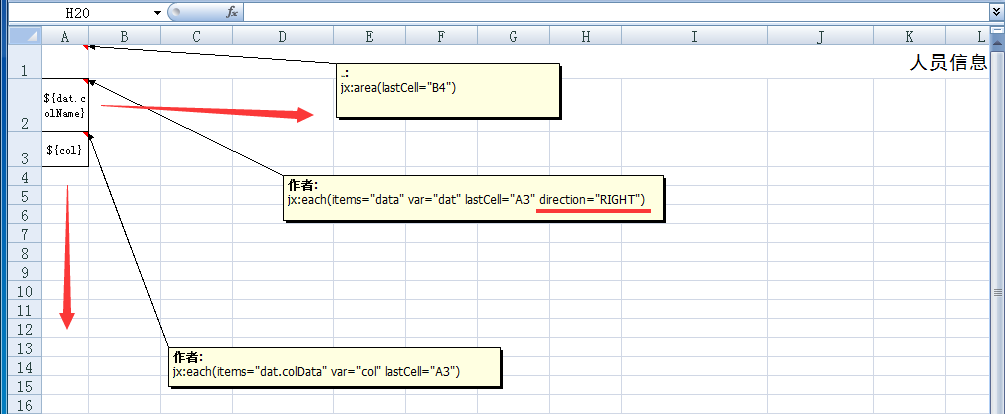 H20
fx
A B C D E F G H I J K L
1 人员信息
_:
jx:area(lastCell="B4")
2 ${dat.c
olName}
3 ${col}
4
作者:
jx:each(items="data" var="dat" lastCell="A3" direction="RIGHT")
5
6
7
8
9
10
11
12
13
作者:
jx:each(items="dat.colData" var="col" lastCell="A3")
14
15
16